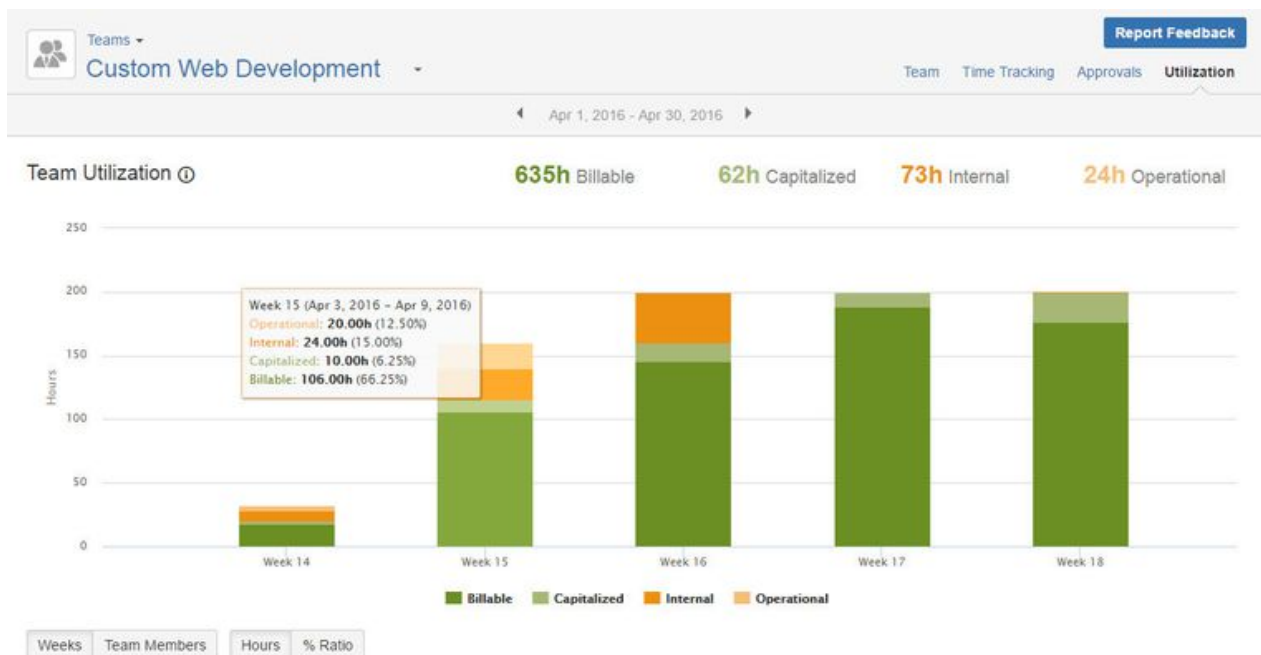 Teams
Custom Web Development
Report Feedback
Team Time Tracking Approvals Utilization
Apr 1, 2016 - Apr 30, 2016
Team Utilization
635h Billable 62h Capitalized 73h Internal 24h Operational
250
200
150
100
50
0
Hours
Week 15 (Apr 3, 2016 - Apr 9, 2016)
Operational: 20.00h (12.50%)
Internal: 24.00h (15.00%)
Capitalized: 10.00h (6.25%)
Billable: 106.00h (66.25%)
Week 14 Week 15 Week 16 Week 17 Week 18
Billable Capitalized Internal Operational
Weeks Team Members Hours % Ratio